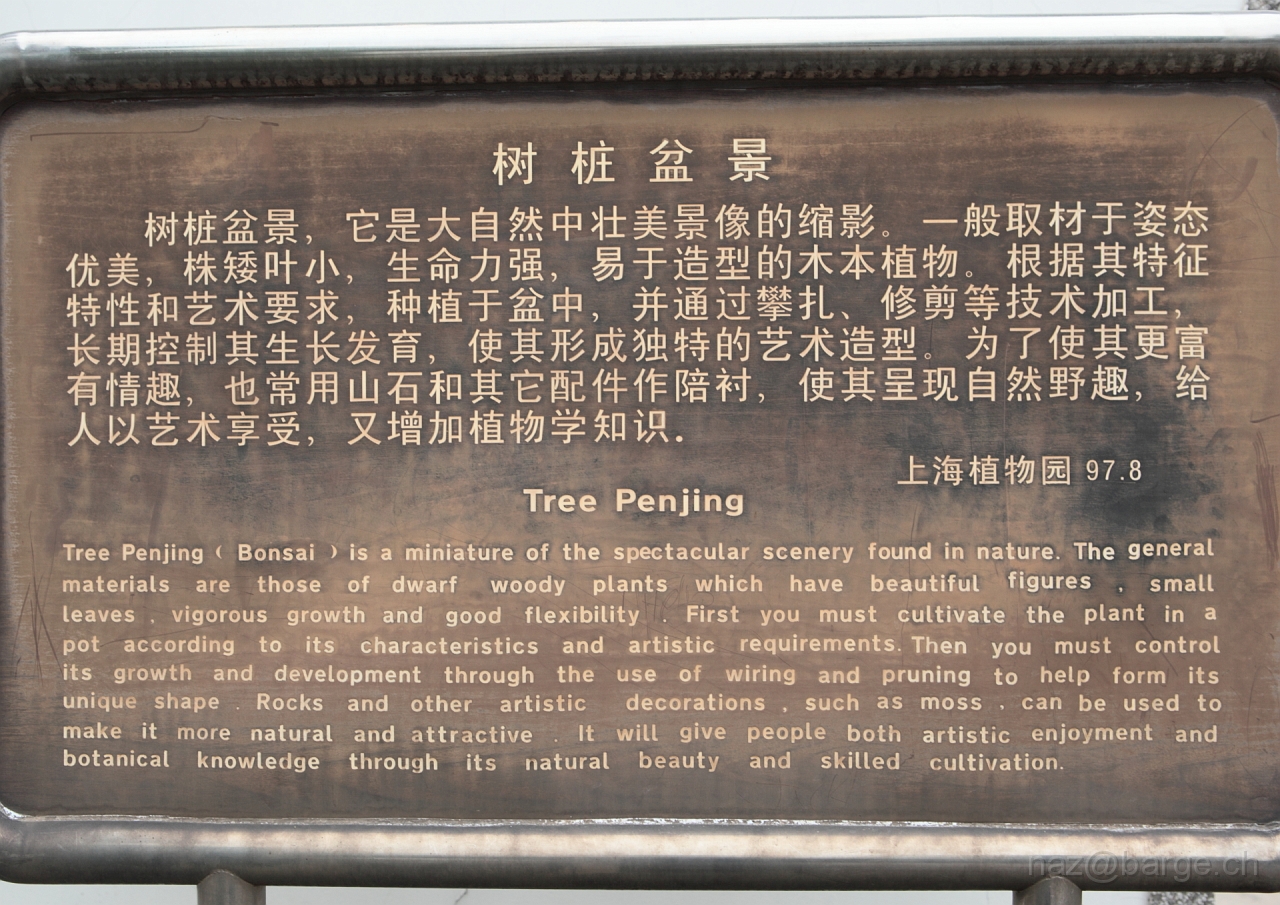 树桩盆景
树桩盆景，它是大自然中壮美景像的缩影。一般取材于姿态
优美，株矮叶小，生命力强，易于造型的木本植物。根据其特征
特性和艺术要求，种植于盆中，并通过攀扎、修剪等技术加工，
长期控制其生长发育，使其形成独特的艺术造型。为了使其更富
有情趣，也常用山石和其它配件作陪衬，使其呈现自然野趣，给
人以艺术享受，又增加植物学知识．
上海植物园 97.8
Tree Penjing
Tree Penjing ( Bonsai ) is a miniature of the spectacular scenery found in nature. The general
materials are those of dwarf woody plants which have beautiful figures , small
leaves , vigorous growth and good flexibility . First you must cultivate the plant in a
pot according to its characteristics and artistic requirements. Then you must control
its growth and development through the use of wiring and pruning to help form its
unique shape . Rocks and other artistic decorations , such as moss , can be used to
make it more natural and attractive . It will give people both artistic enjoyment and
botanical knowledge through its natural beauty and skilled cultivation.
naz@barge.ch